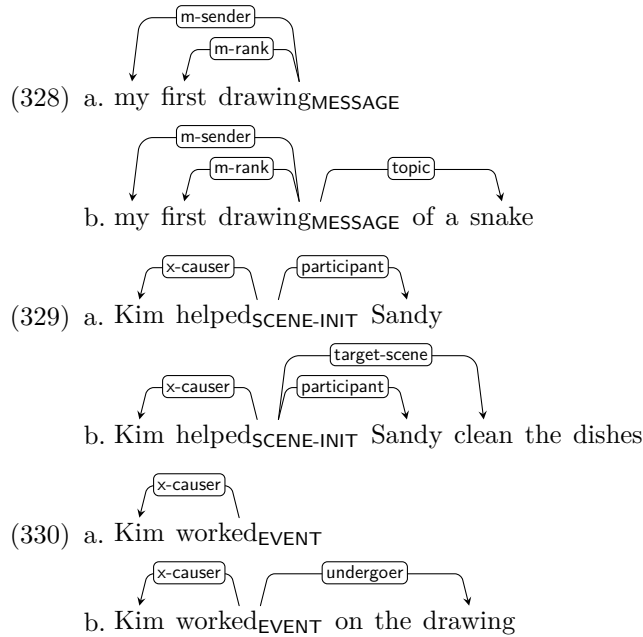 m-sender
m-rank
(328) a. my first drawingMESSAGE
m-sender
m-rank topic
b. my first drawingMESSAGE of a snake
x-causer participant
(329) a. Kim helpedSCENE-INIT Sandy
target-scene
x-causer participant
b. Kim helpedSCENE-INIT Sandy clean the dishes
x-causer
(330) a. Kim workedEVENT
x-causer undergoer
b. Kim workedEVENT on the drawing